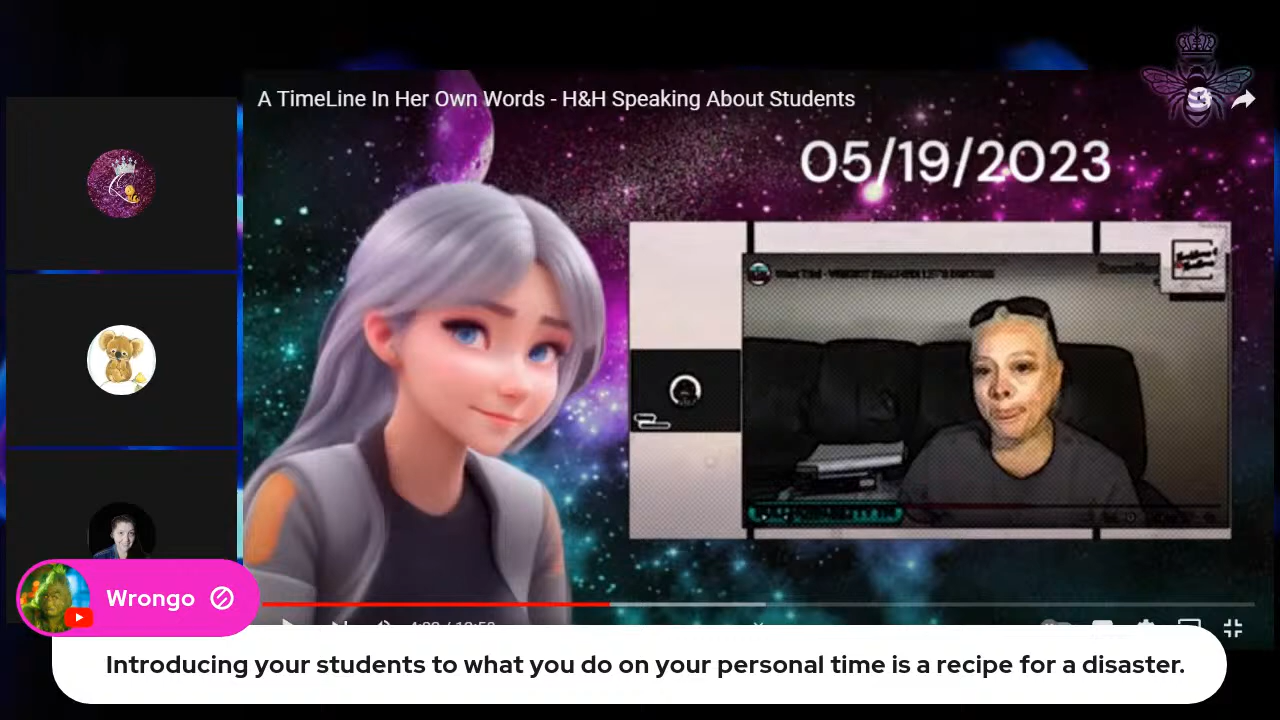 A TimeLine In Her Own Words - H&H Speaking About Students
05/19/2023
Wrongo
Introducing your students to what you do on your personal time is a recipe for a disaster.